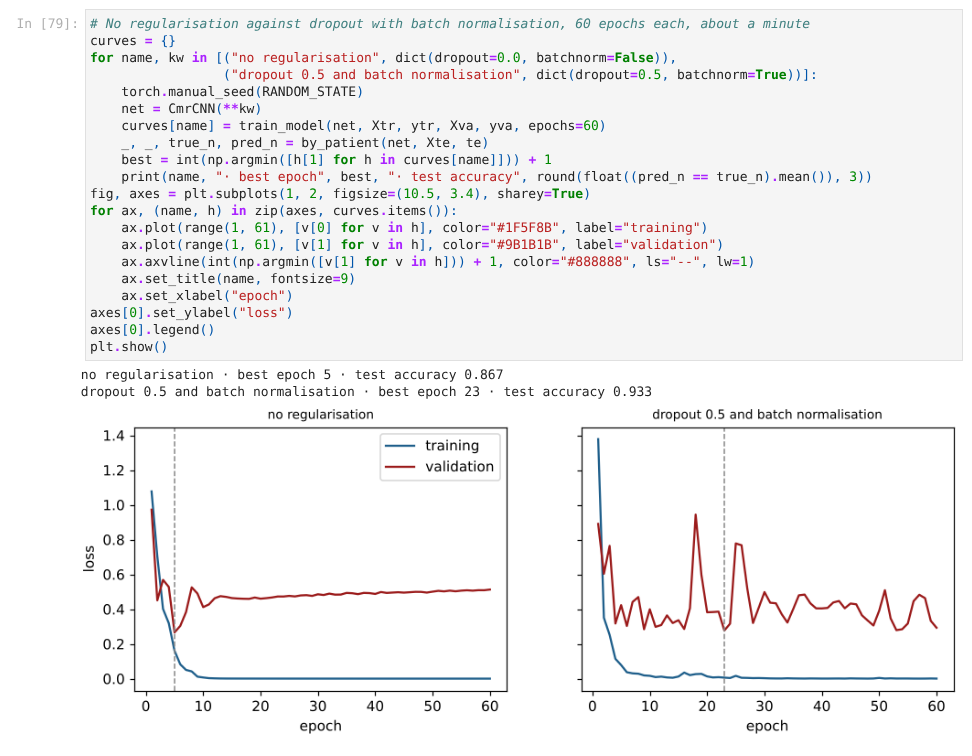 In [79]:
# No regularisation against dropout with batch normalisation, 60 epochs each, about a minute
curves = {}
for name, kw in [("no regularisation", dict(dropout=0.0, batchnorm=False)),
                 ("dropout 0.5 and batch normalisation", dict(dropout=0.5, batchnorm=True))]:
    torch.manual_seed(RANDOM_STATE)
    net = CmrCNN(**kw)
    curves[name] = train_model(net, Xtr, ytr, Xva, yva, epochs=60)
    _, _, true_n, pred_n = by_patient(net, Xte, te)
    best = int(np.argmin([h[1] for h in curves[name]])) + 1
    print(name, "· best epoch", best, "· test accuracy", round(float((pred_n == true_n).mean()), 3))
fig, axes = plt.subplots(1, 2, figsize=(10.5, 3.4), sharey=True)
for ax, (name, h) in zip(axes, curves.items()):
    ax.plot(range(1, 61), [v[0] for v in h], color="#1F5F8B", label="training")
    ax.plot(range(1, 61), [v[1] for v in h], color="#9B1B1B", label="validation")
    ax.axvline(int(np.argmin([v[1] for v in h])) + 1, color="#888888", ls="--", lw=1)
    ax.set_title(name, fontsize=9)
    ax.set_xlabel("epoch")
axes[0].set_ylabel("loss")
axes[0].legend()
plt.show()
no regularisation · best epoch 5 · test accuracy 0.867
dropout 0.5 and batch normalisation · best epoch 23 · test accuracy 0.933
no regularisation
training
validation
1.4
1.2
1.0
0.8
0.6
0.4
0.2
0.0
loss
0 10 20 30 40 50 60
epoch
dropout 0.5 and batch normalisation
0 10 20 30 40 50 60
epoch